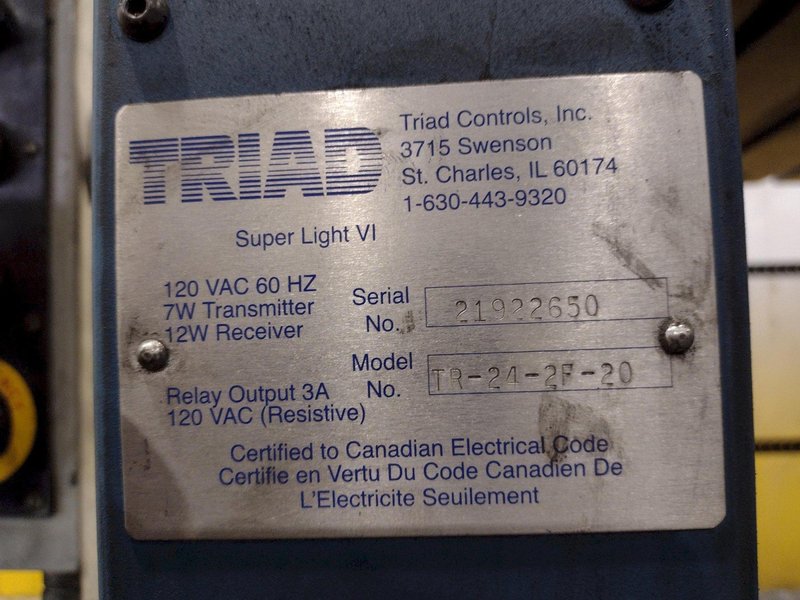 TRIAD
Triad Controls, Inc.
3715 Swenson
St. Charles, IL 60174
1-630-443-9320
Super Light VI
120 VAC 60 HZ
7W Transmitter
12W Receiver
Serial No. 21922650
Model No. TR-24-2F-20
Relay Output 3A
120 VAC (Resistive)
Certified to Canadian Electrical Code
Certifie en Vertu Du Code Canadien De
L'Electricite Seuilement